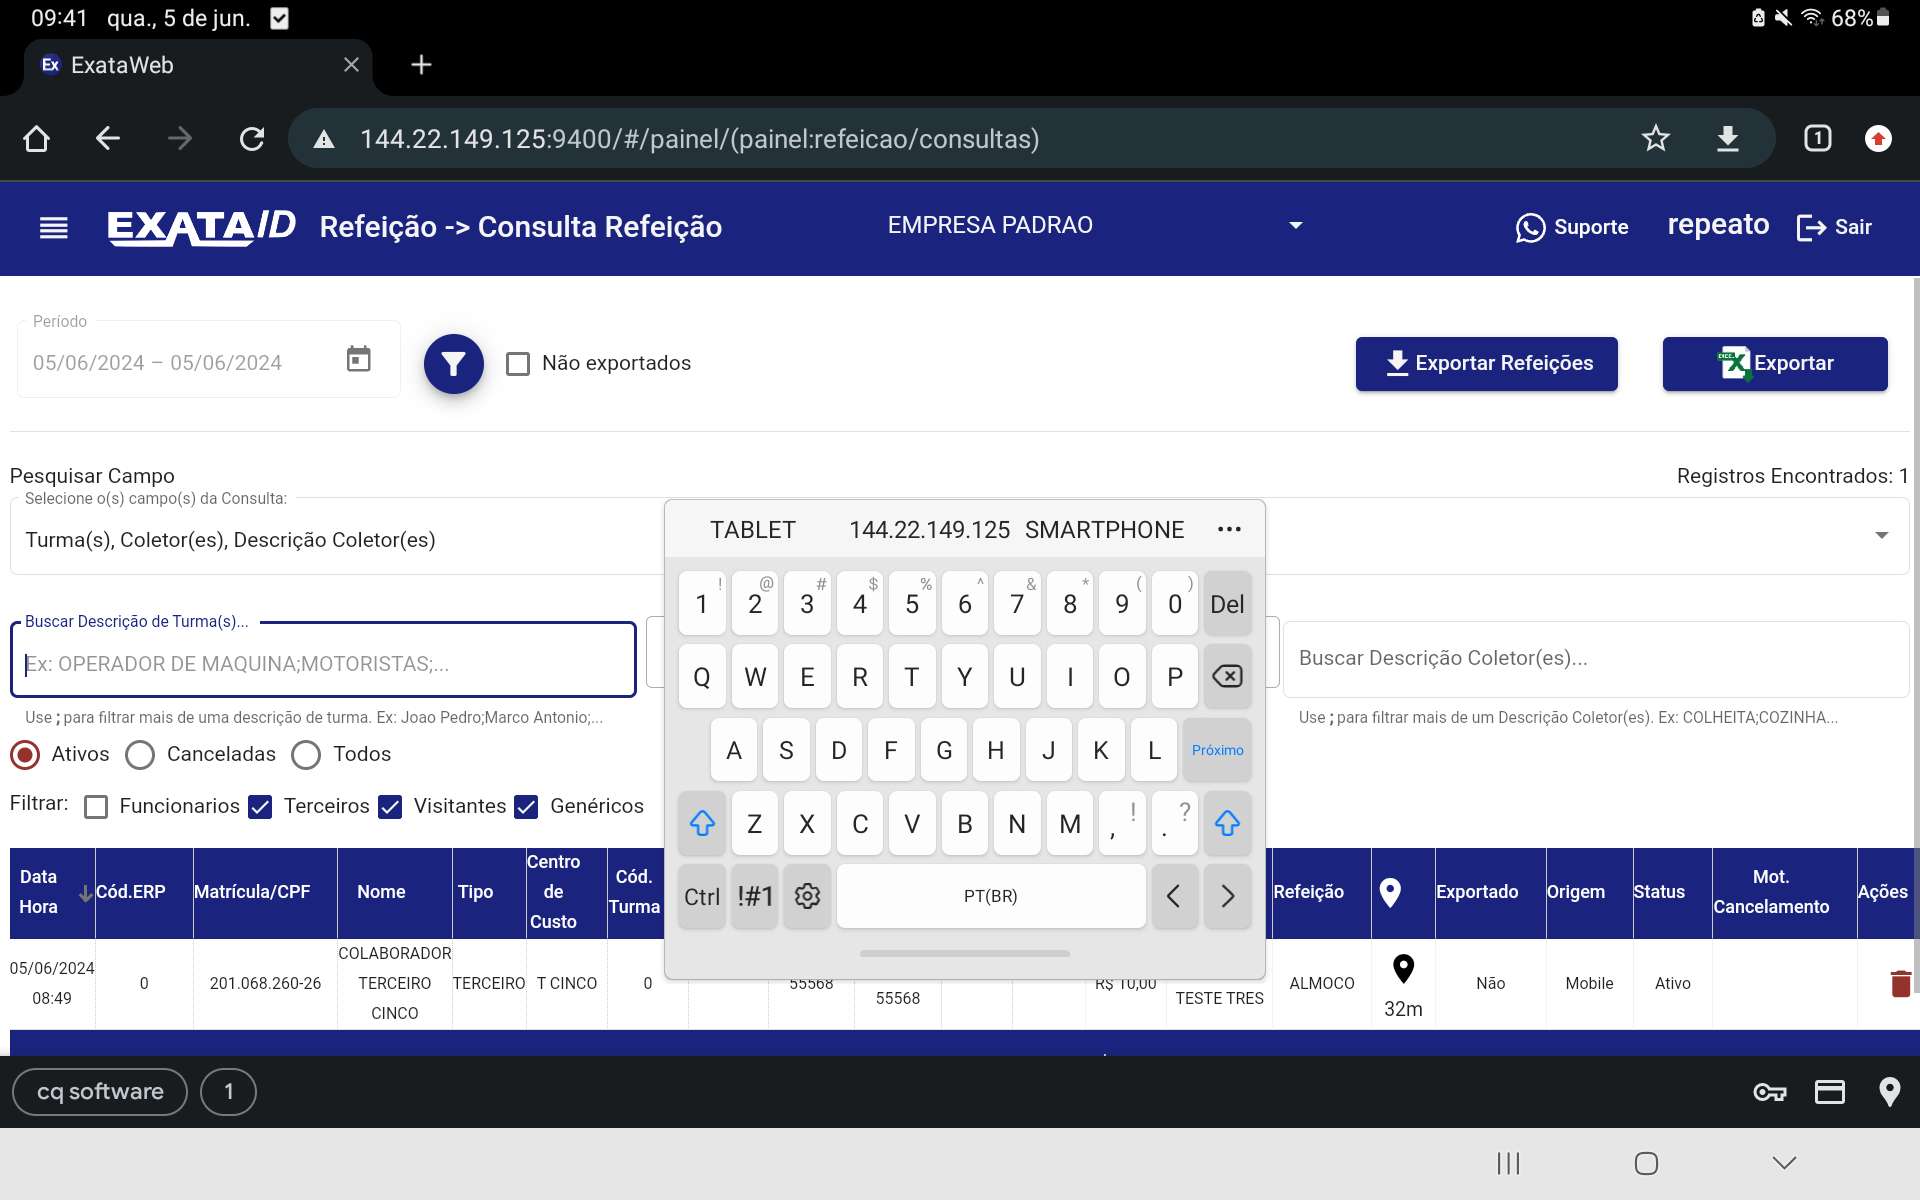 09:41 qua., 5 de jun.
68%
Ex ExataWeb
144.22.149.125:9400/#/painel/(painel:refeicao/consultas)
1
EXATAID Refeição -> Consulta Refeição
EMPRESA PADRAO
Suporte
repeato
Sair
Período
05/06/2024 – 05/06/2024
Não exportados
Exportar Refeições
Exportar
Pesquisar Campo
Registros Encontrados: 1
Selecione o(s) campo(s) da Consulta:
Turma(s), Coletor(es), Descrição Coletor(es)
Buscar Descrição de Turma(s)...
Ex: OPERADOR DE MAQUINA;MOTORISTAS;...
Use ; para filtrar mais de uma descrição de turma. Ex: Joao Pedro;Marco Antonio;...
Buscar Descrição Coletor(es)...
Use ; para filtrar mais de um Descrição Coletor(es). Ex: COLHEITA;COZINHA...
Ativos Canceladas Todos
Filtrar: Funcionarios Terceiros Visitantes Genéricos
TABLET 144.22.149.125 SMARTPHONE
! @ # $ % ^ & * ( )
1 2 3 4 5 6 7 8 9 0 Del
Q W E R T Y U I O P
A S D F G H J K L Próximo
Z X C V B N M , ! . ?
Ctrl !#1 PT(BR) < >
Data Hora
Cód.ERP
Matrícula/CPF
Nome
Tipo
Centro de Custo
Cód. Turma
Refeição
Exportado
Origem
Status
Mot. Cancelamento
Ações
05/06/2024 08:49
0
201.068.260-26
COLABORADOR TERCEIRO CINCO
TERCEIRO
T CINCO
0
55568
55568
R$ 10,00
TESTE TRES
ALMOCO
32m
Não
Mobile
Ativo
cq software
1